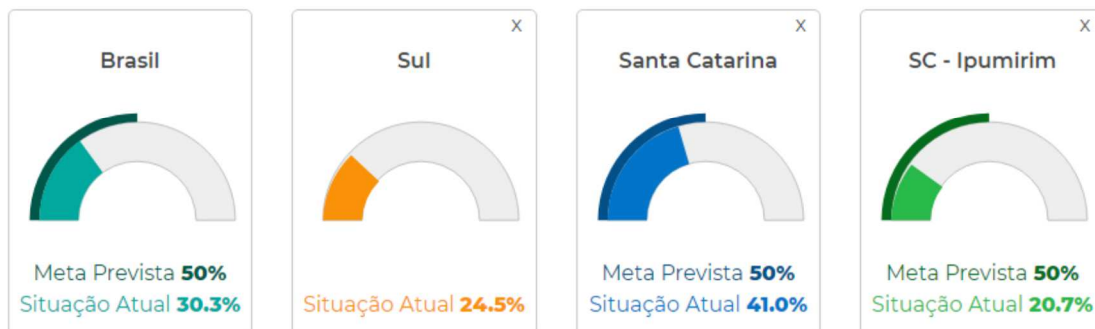 X
X
X
Brasil
Sul
Santa Catarina
SC - Ipumirim
Meta Prevista 50%
Situação Atual 30.3%
Situação Atual 24.5%
Meta Prevista 50%
Situação Atual 41.0%
Meta Prevista 50%
Situação Atual 20.7%